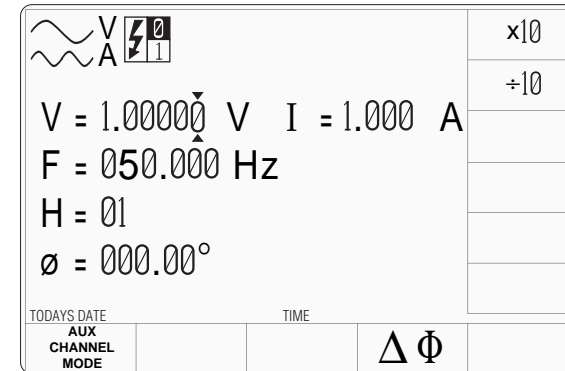 V 0
A 1
x10
÷10
V = 1.00000 V I = 1.000 A
F = 050.000 Hz
H = 01
ø = 000.00°
TODAYS DATE TIME
AUX
CHANNEL
MODE
Δ Φ